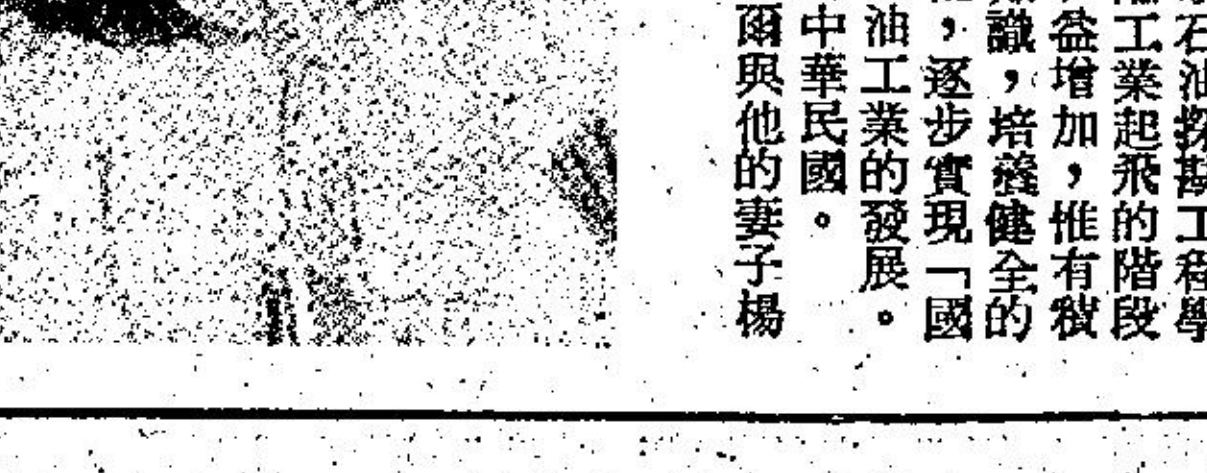 石油探勘工程學
工業起飛的階段
益增加，惟有積
識，培養健全的
，逐步實現「國
油工業的發展。
中華民國。
爾與他的妻子楊